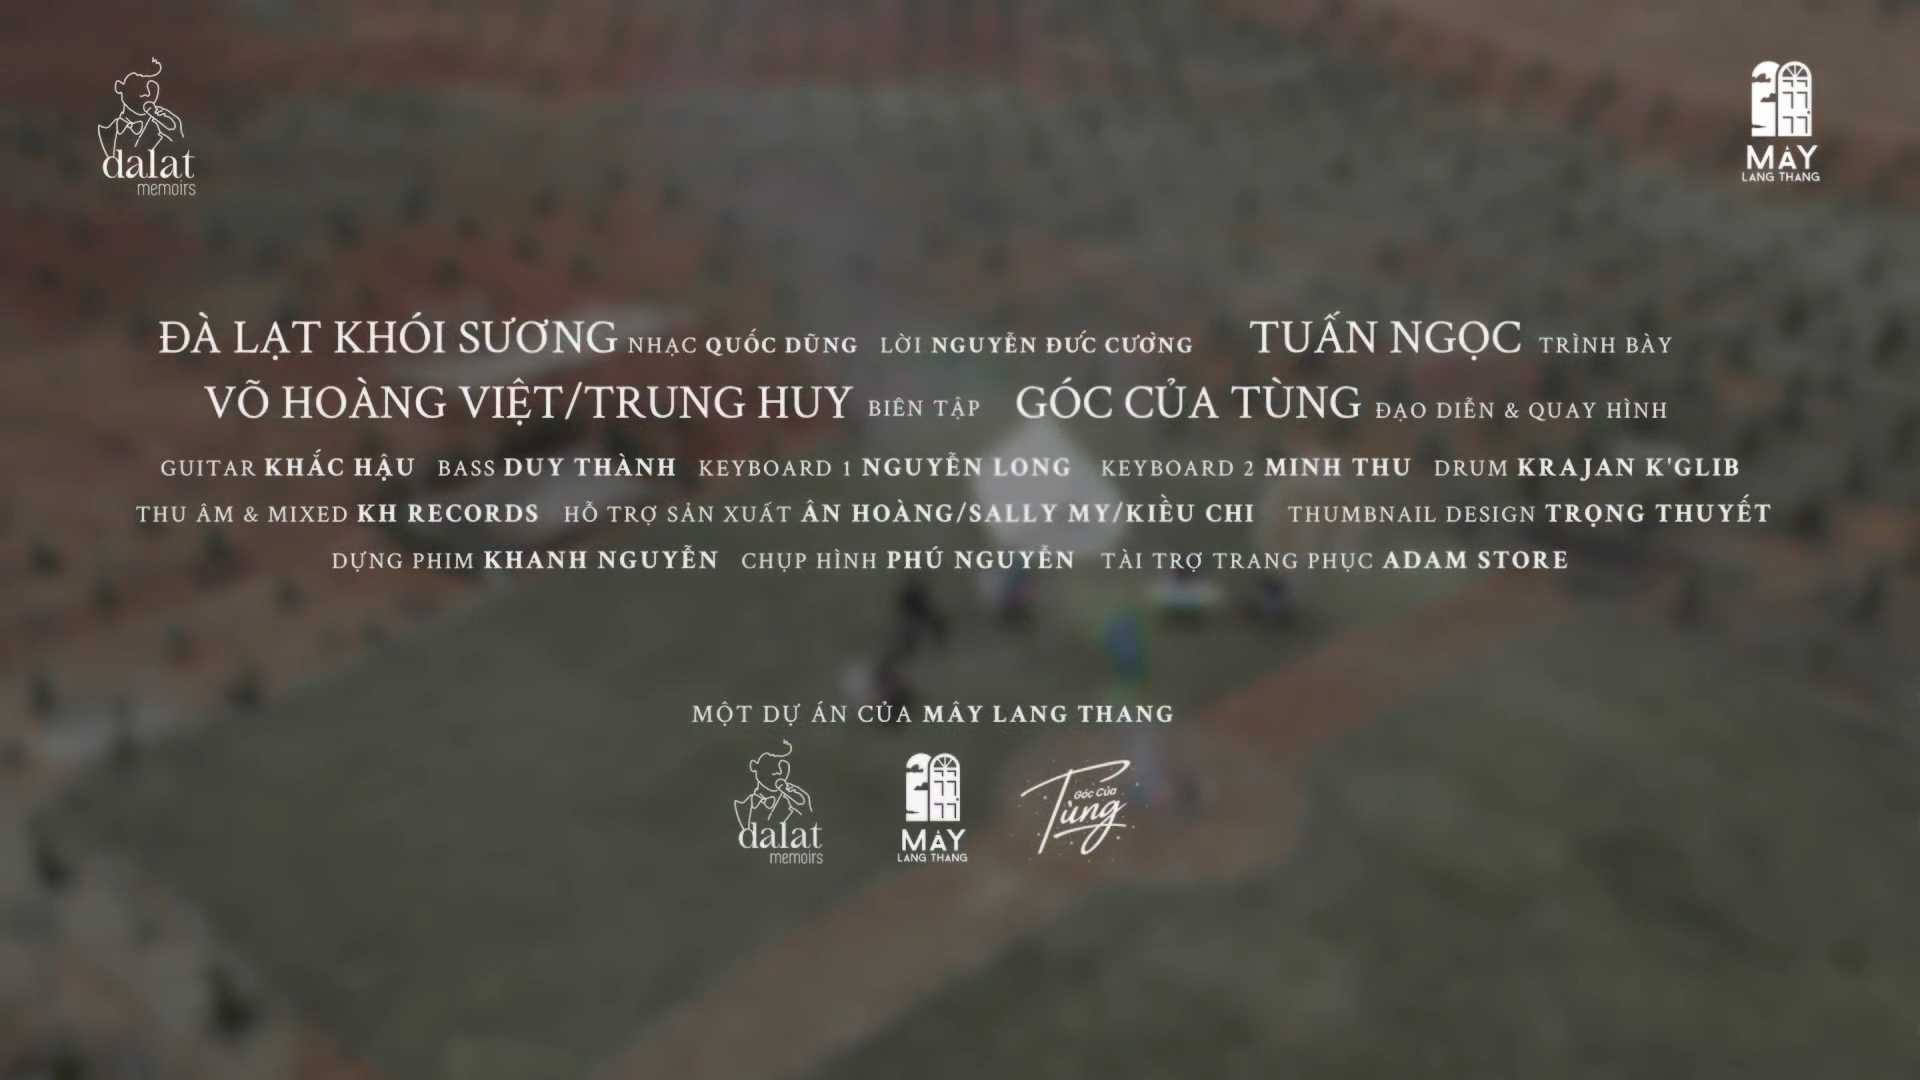 dalat
memoirs
MÂY
LANG THANG
ĐÀ LẠT KHÓI SƯƠNG NHẠC QUỐC DŨNG LỜI NGUYỄN ĐỨC CƯỜNG TUẤN NGỌC TRÌNH BÀY
VÕ HOÀNG VIỆT/TRUNG HUY BIÊN TẬP GÓC CỦA TÙNG ĐẠO DIỄN & QUAY HÌNH
GUITAR KHẮC HẬU BASS DUY THÀNH KEYBOARD 1 NGUYỄN LONG KEYBOARD 2 MINH THU DRUM KRAJAN K'GLIB
THU ÂM & MIXED KH RECORDS HỖ TRỢ SẢN XUẤT ÂN HOÀNG/SALLY MY/KIỀU CHI THUMBNAIL DESIGN TRỌNG THUYẾT
DỰNG PHIM KHANH NGUYỄN CHỤP HÌNH PHÚ NGUYỄN TÀI TRỢ TRANG PHỤC ADAM STORE
MỘT DỰ ÁN CỦA MÂY LANG THANG
dalat
memoirs
MÂY
LANG THANG
Góc Của
Tùng